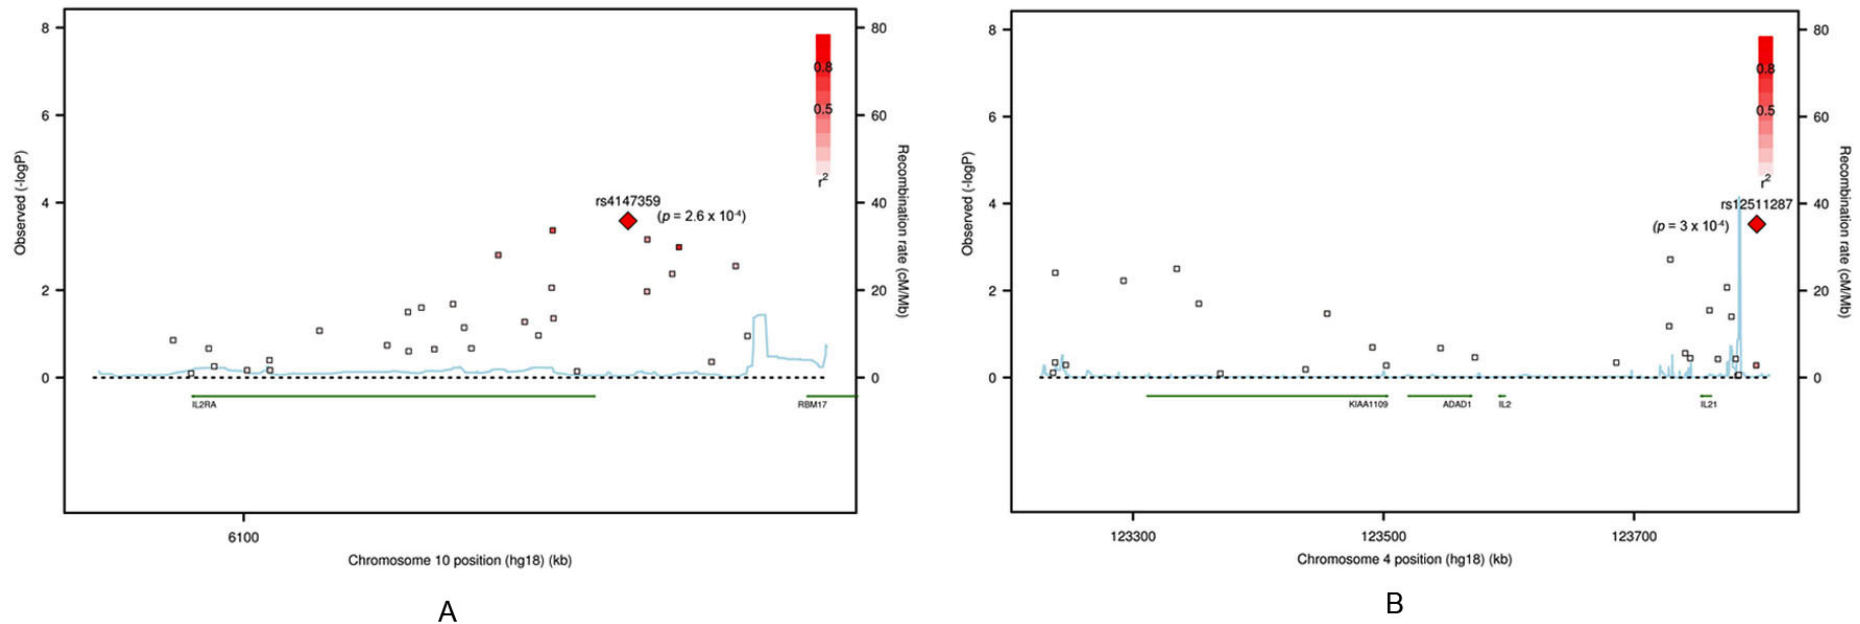 8
6
4
2
0
Observed (-logP)
80
60
40
20
0
Recombination rate (cM/Mb)
0.8
0.5
r2
rs4147359
(p = 2.6 x 10-4)
IL2RA
RBM17
6100
Chromosome 10 position (hg18) (kb)
A
8
6
4
2
0
Observed (-logP)
80
60
40
20
0
Recombination rate (cM/Mb)
0.8
0.5
r2
rs12511287
(p = 3 x 10-4)
KIAA1109
ADAD1
IL2
IL21
123300
123500
123700
Chromosome 4 position (hg18) (kb)
B